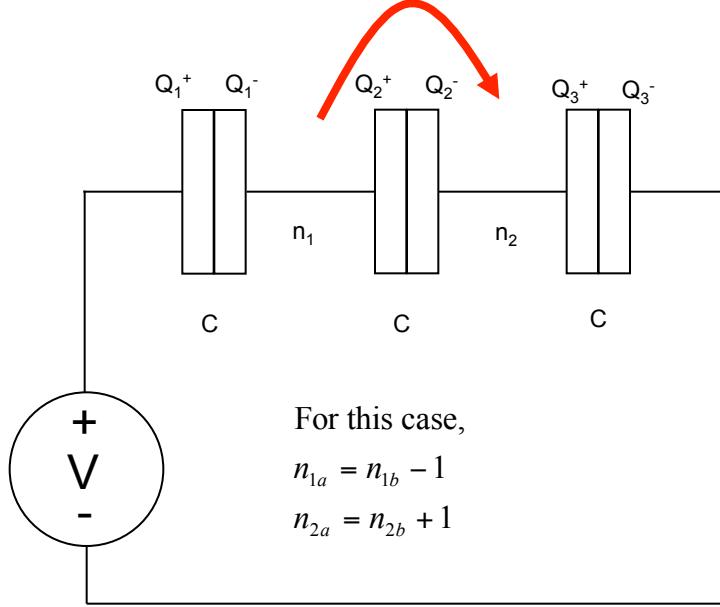 Q₁⁺ Q₁⁻ Q₂⁺ Q₂⁻ Q₃⁺ Q₃⁻
n₁ n₂
C C C
+
V
-
For this case,
n₁ₐ = n₁b − 1
n₂ₐ = n₂b + 1